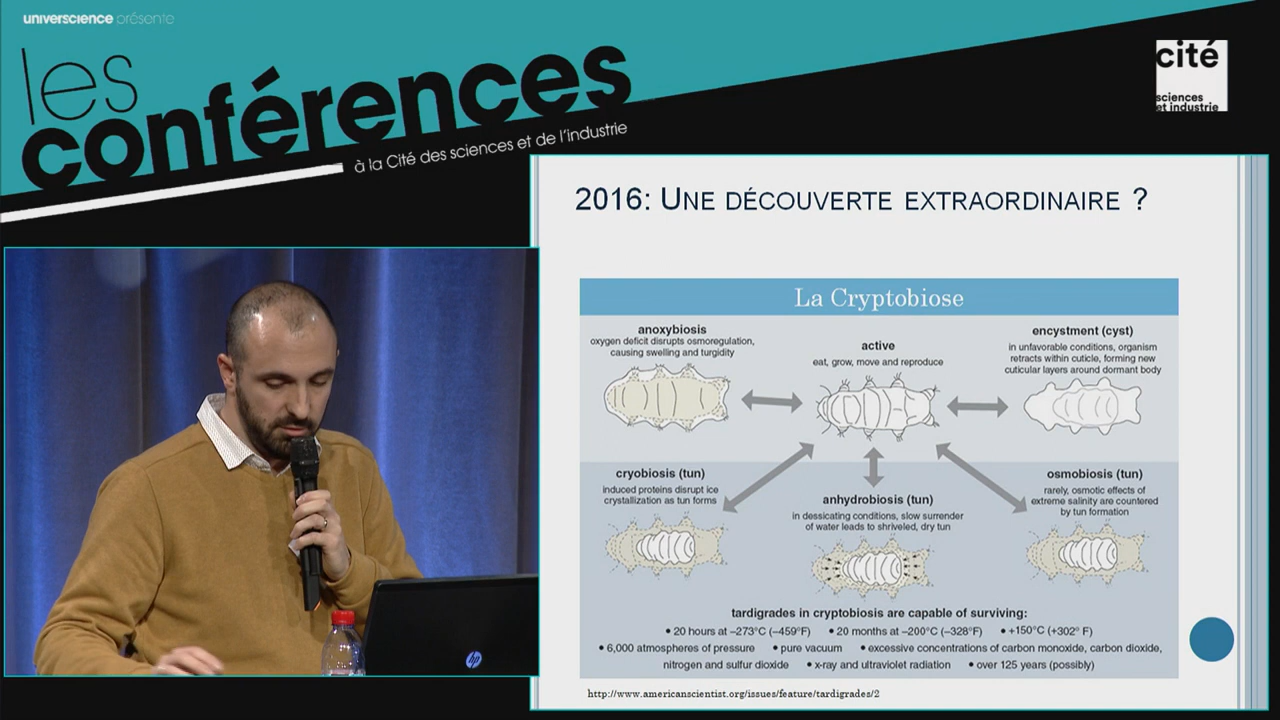 universcience présente
les
conférences
à la Cité des sciences et de l'industrie
cité
sciences
et industrie
2016: Une découverte extraordinaire ?
La Cryptobiose
anoxybiosis
oxygen deficit disrupts osmoregulation,
causing swelling and turgidity
active
eat, grow, move and reproduce
encystment (cyst)
in unfavorable conditions, organism
retracts within cuticle, forming new
cuticular layers around dormant body
cryobiosis (tun)
induced proteins disrupt ice
crystallization as tun forms
anhydrobiosis (tun)
in dessicating conditions, slow surrender
of water leads to shriveled, dry tun
osmobiosis (tun)
rarely, osmotic effects of
extreme salinity are countered
by tun formation
tardigrades in cryptobiosis are capable of surviving:
• 20 hours at –273°C (–459°F) • 20 months at –200°C (–328°F) • +150°C (+302° F)
• 6,000 atmospheres of pressure • pure vacuum • excessive concentrations of carbon monoxide, carbon dioxide,
nitrogen and sulfur dioxide • x-ray and ultraviolet radiation • over 125 years (possibly)
http://www.americanscientist.org/issues/feature/tardigrades/2
hp